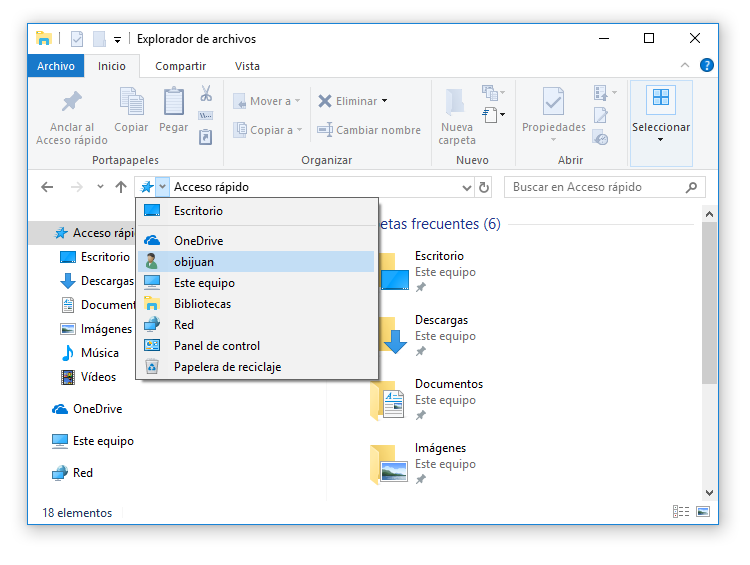 Explorador de archivos
Archivo Inicio Compartir Vista
Anclar al
Acceso rápido
Copiar
Pegar
Mover a
Copiar a
Eliminar
Cambiar nombre
Nueva
carpeta
Propiedades
Seleccionar
Portapapeles
Organizar
Nuevo
Abrir
Acceso rápido
Buscar en Acceso rápido
Escritorio
OneDrive
obijuan
Este equipo
Bibliotecas
Red
Panel de control
Papelera de reciclaje
Acceso rápi
Escritorio
Descargas
Document
Imágenes
Música
Vídeos
OneDrive
Este equipo
Red
etas frecuentes (6)
Escritorio
Este equipo
Descargas
Este equipo
Documentos
Este equipo
Imágenes
Este equipo
18 elementos